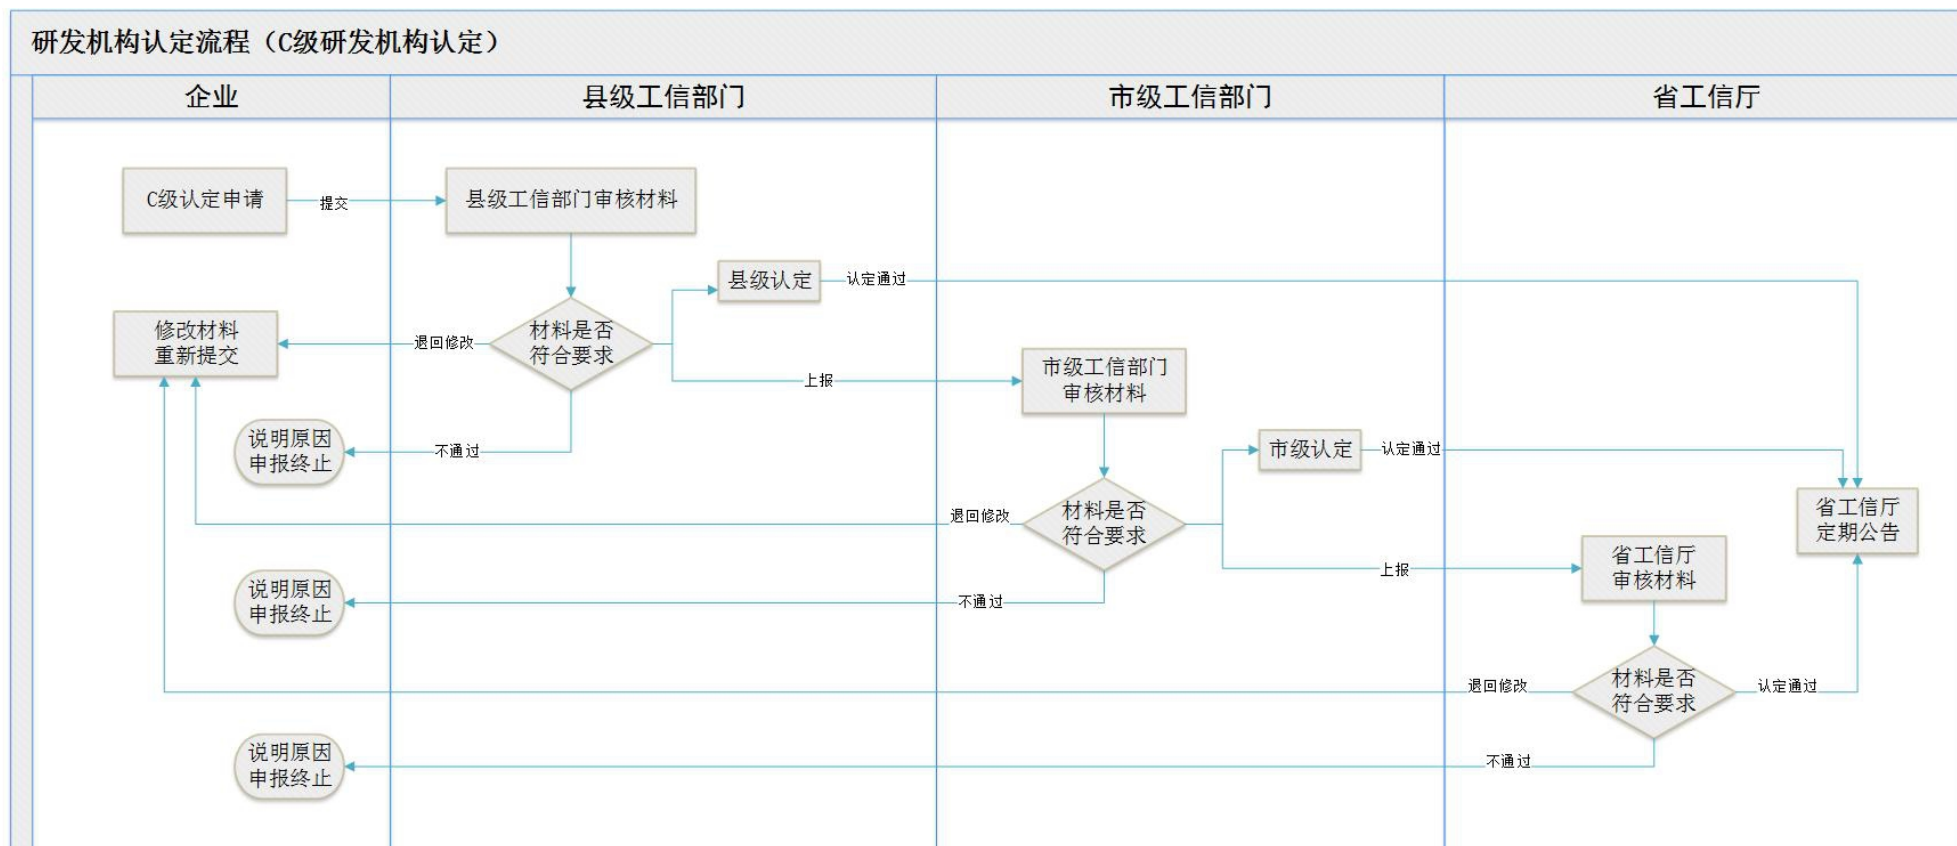 研发机构认定流程（C级研发机构认定）
企业
县级工信部门
市级工信部门
省工信厅
C级认定申请
提交
县级工信部门审核材料
县级认定
认定通过
修改材料
重新提交
退回修改
材料是否
符合要求
上报
市级工信部门
审核材料
说明原因
申报终止
不通过
市级认定
认定通过
退回修改
材料是否
符合要求
省工信厅
定期公告
上报
省工信厅
审核材料
说明原因
申报终止
不通过
退回修改
材料是否
符合要求
认定通过
说明原因
申报终止
不通过